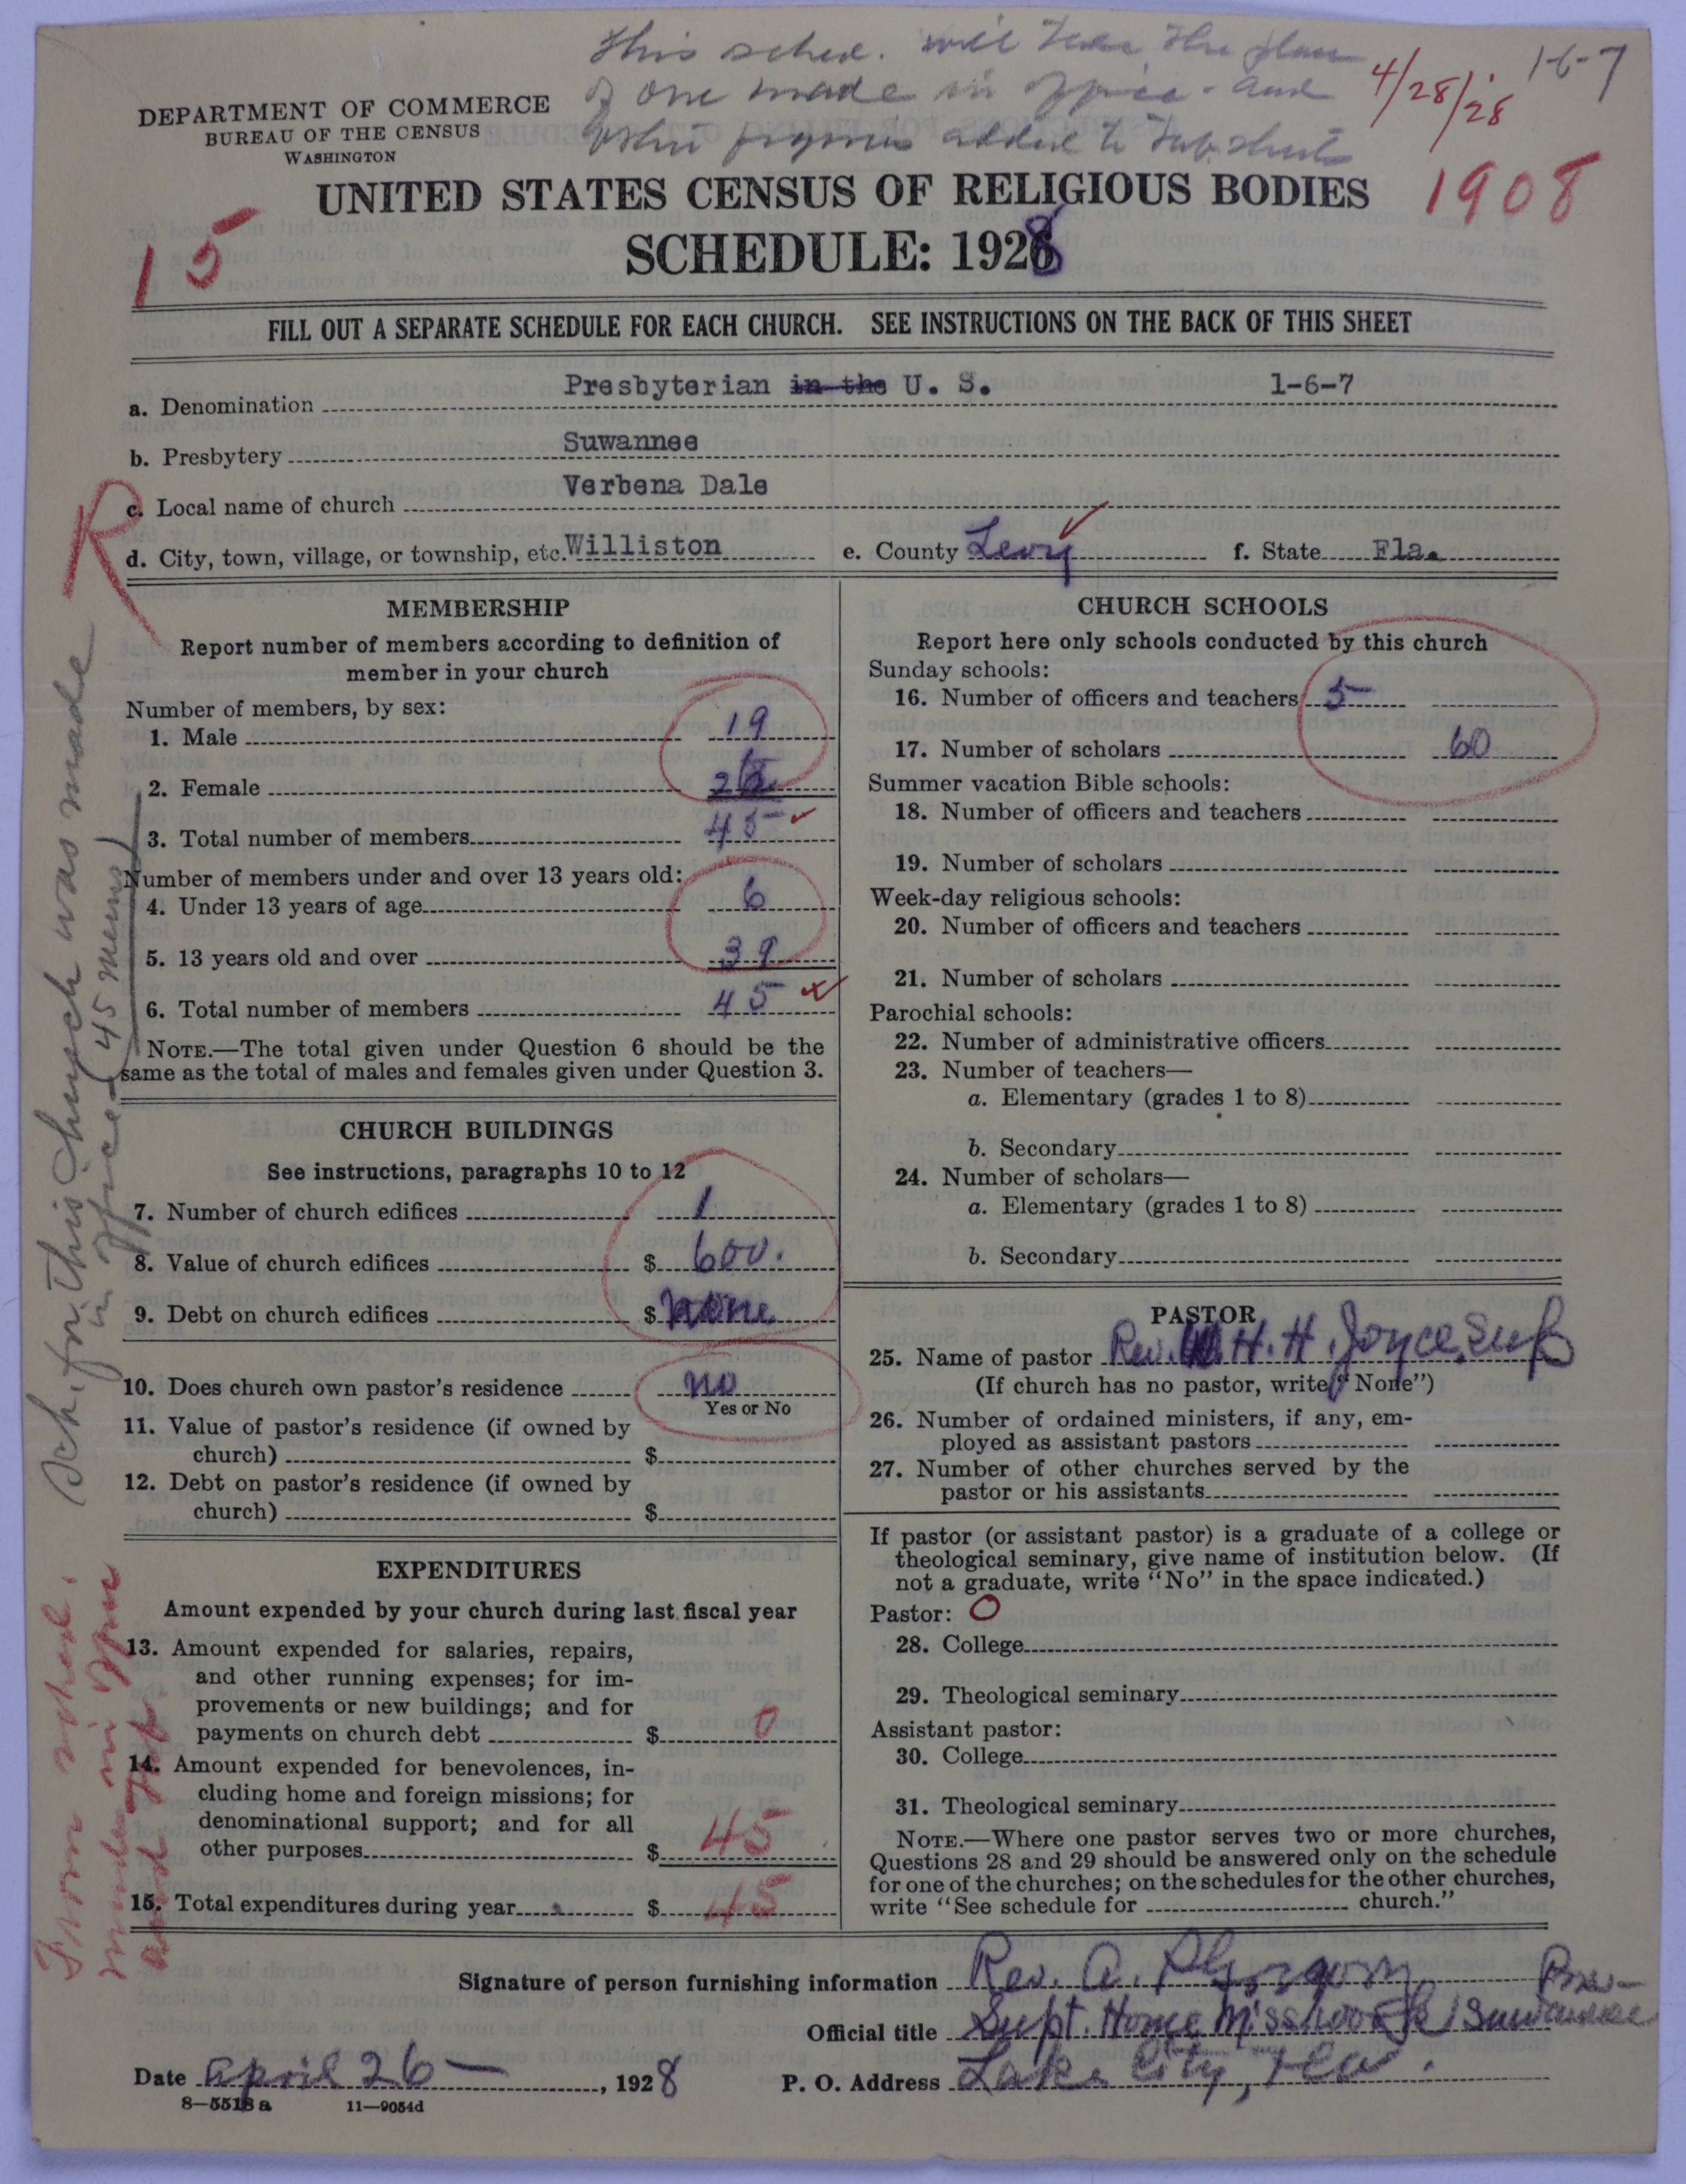 This sched. will take the place
of one made in office - and
4/28/28
1-6-7
DEPARTMENT OF COMMERCE
BUREAU OF THE CENSUS
WASHINGTON
added to
UNITED STATES CENSUS OF RELIGIOUS BODIES
1908
15
SCHEDULE: 1928
FILL OUT A SEPARATE SCHEDULE FOR EACH CHURCH. SEE INSTRUCTIONS ON THE BACK OF THIS SHEET
a. Denomination Presbyterian in the U. S. 1-6-7
b. Presbytery Suwannee
c. Local name of church Verbena Dale
R
d. City, town, village, or township, etc. Williston e. County Levy f. State Fla.
MEMBERSHIP
Report number of members according to definition of
member in your church
Number of members, by sex:
1. Male 19
2. Female 26
3. Total number of members 45
Number of members under and over 13 years old:
4. Under 13 years of age 6
5. 13 years old and over 39
6. Total number of members 45
NOTE.—The total given under Question 6 should be the
same as the total of males and females given under Question 3.
CHURCH BUILDINGS
See instructions, paragraphs 10 to 12
7. Number of church edifices 1
8. Value of church edifices $ 600.
9. Debt on church edifices $ none
10. Does church own pastor's residence no
Yes or No
11. Value of pastor's residence (if owned by
church) $
12. Debt on pastor's residence (if owned by
church) $
EXPENDITURES
Amount expended by your church during last fiscal year
13. Amount expended for salaries, repairs,
and other running expenses; for im-
provements or new buildings; and for
payments on church debt $ 0
14. Amount expended for benevolences, in-
cluding home and foreign missions; for
denominational support; and for all
other purposes $ 45
15. Total expenditures during year $ 45
CHURCH SCHOOLS
Report here only schools conducted by this church
Sunday schools:
16. Number of officers and teachers 5
17. Number of scholars 60
Summer vacation Bible schools:
18. Number of officers and teachers
19. Number of scholars
Week-day religious schools:
20. Number of officers and teachers
21. Number of scholars
Parochial schools:
22. Number of administrative officers
23. Number of teachers—
a. Elementary (grades 1 to 8)
b. Secondary
24. Number of scholars—
a. Elementary (grades 1 to 8)
b. Secondary
PASTOR
25. Name of pastor Rev. H. H. Joyce, Sup
(If church has no pastor, write "None")
26. Number of ordained ministers, if any, em-
ployed as assistant pastors
27. Number of other churches served by the
pastor or his assistants
If pastor (or assistant pastor) is a graduate of a college or
theological seminary, give name of institution below. (If
not a graduate, write "No" in the space indicated.)
Pastor: O
28. College
29. Theological seminary
Assistant pastor:
30. College
31. Theological seminary
NOTE.—Where one pastor serves two or more churches,
Questions 28 and 29 should be answered only on the schedule
for one of the churches; on the schedules for the other churches,
write "See schedule for church."
Sch. for this church was made
in office - 45 Mems
From sched.
made in office
and
Signature of person furnishing information Rev. A.
Official title Supt. Home Miss Suwannee
Date April 26 — , 1928
P. O. Address Lake City, Fla.
8—5518 a 11—9054d